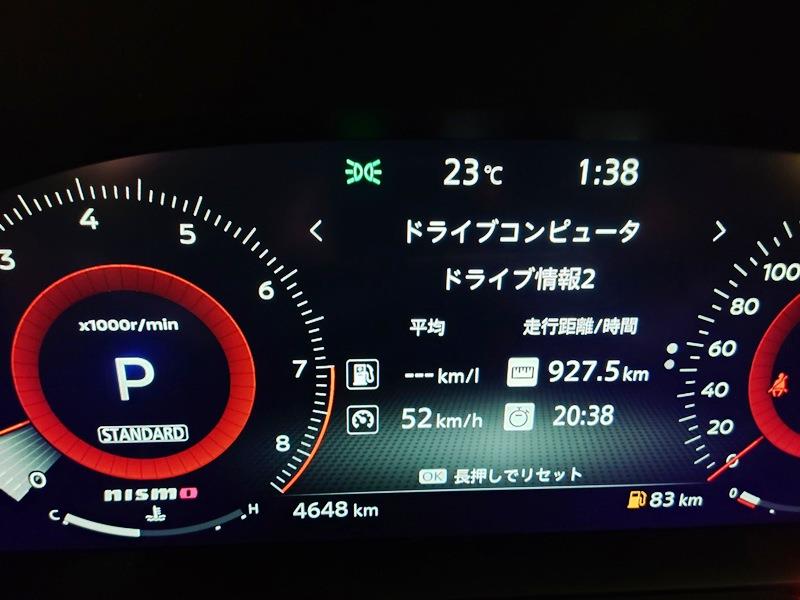 23℃ 1:38
ドライブコンピュータ
ドライブ情報2
平均 走行距離/時間
---km/l 927.5km
52km/h 20:38
OK 長押しでリセット
4648 km
83 km
3 4 5 6 7 8
x1000r/min
P
STANDARD
nismo
C H
100
80
60
40
20
0
0